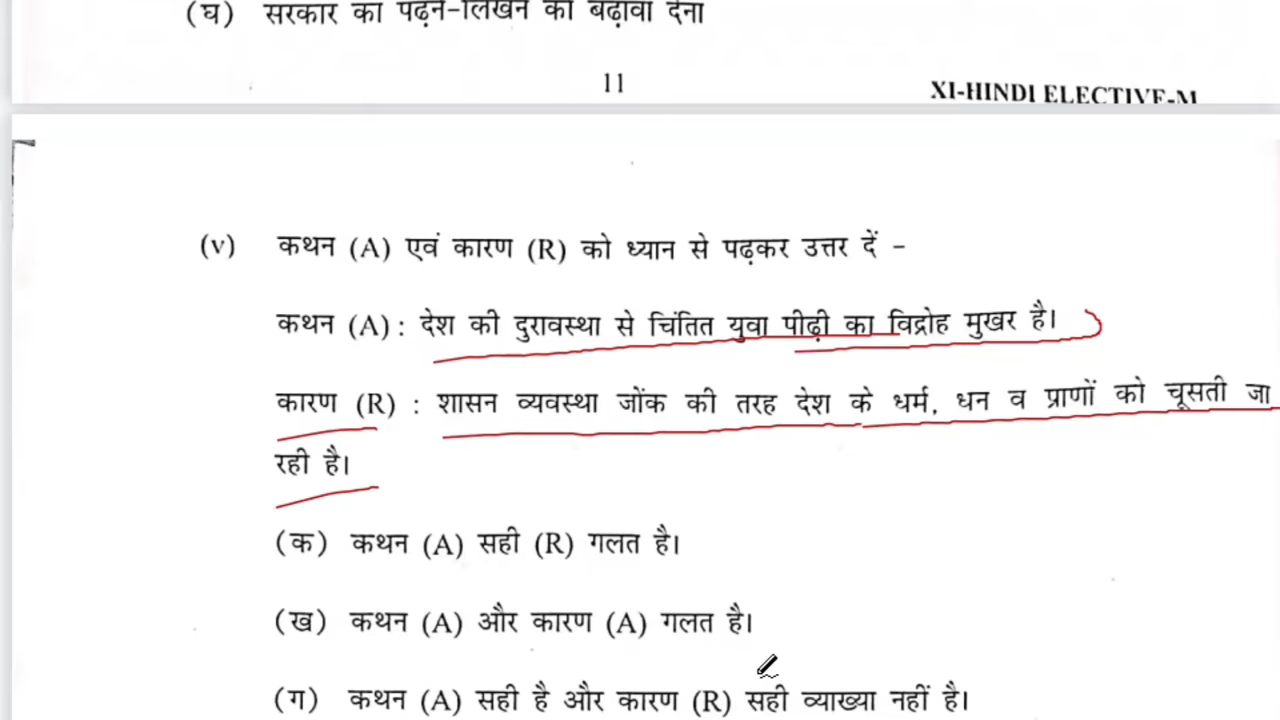 (घ) सरकार का पढ़ने-लिखने को बढ़ावा देना
11
XI-HINDI ELECTIVE-M
(v) कथन (A) एवं कारण (R) को ध्यान से पढ़कर उत्तर दें -
कथन (A) : देश की दुरावस्था से चिंतित युवा पीढ़ी का विद्रोह मुखर है।
कारण (R) : शासन व्यवस्था जोंक की तरह देश के धर्म, धन व प्राणों को चूसती जा
रही है।
(क) कथन (A) सही (R) गलत है।
(ख) कथन (A) और कारण (A) गलत है।
(ग) कथन (A) सही है और कारण (R) सही व्याख्या नहीं है।